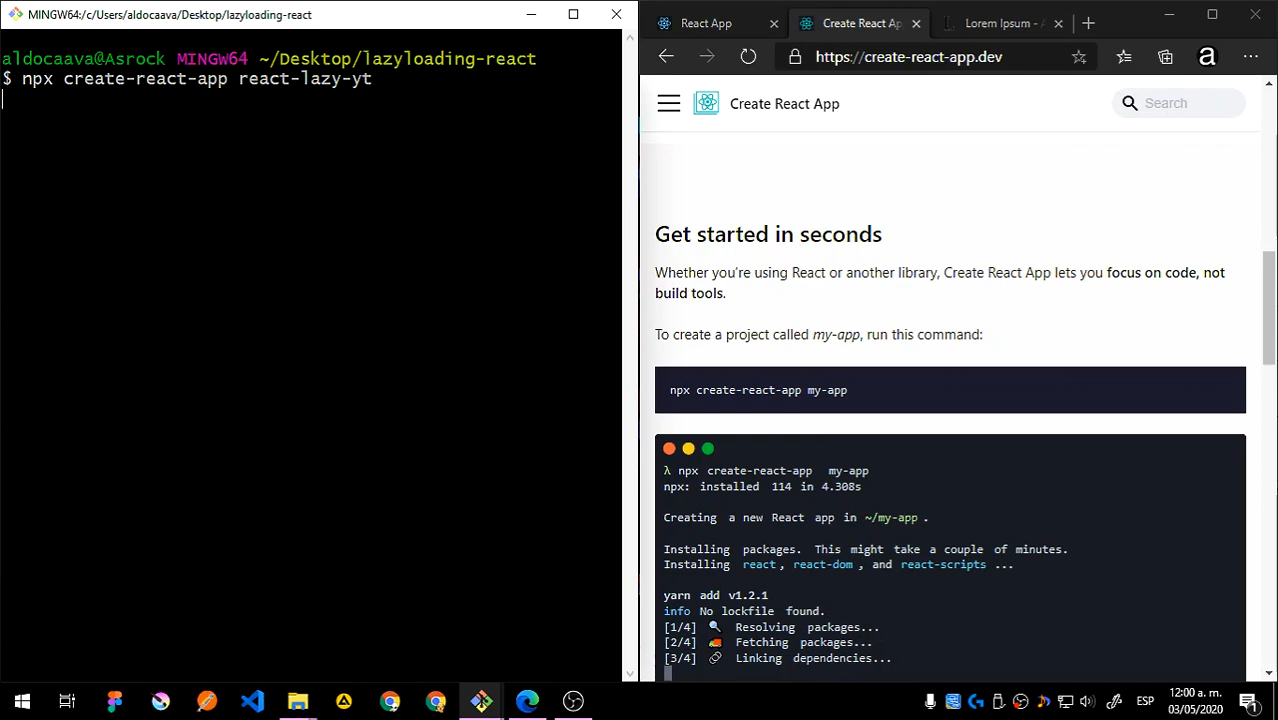 MINGW64:/c/Users/aldocaava/Desktop/lazyloading-react
aldocaava@Asrock MINGW64 ~/Desktop/lazyloading-react
$ npx create-react-app react-lazy-yt
React App
Create React Ap
Lorem Ipsum - A
https://create-react-app.dev
a
Create React App
Search
Get started in seconds
Whether you're using React or another library, Create React App lets you focus on code, not
build tools.
To create a project called my-app, run this command:
npx create-react-app my-app
λ npx create-react-app my-app
npx: installed 114 in 4.308s
Creating a new React app in ~/my-app .
Installing packages. This might take a couple of minutes.
Installing react , react-dom , and react-scripts ...
yarn add v1.2.1
info No lockfile found.
[1/4] Resolving packages...
[2/4] Fetching packages...
[3/4] Linking dependencies...
ESP
12:00 a. m.
03/05/2020
1